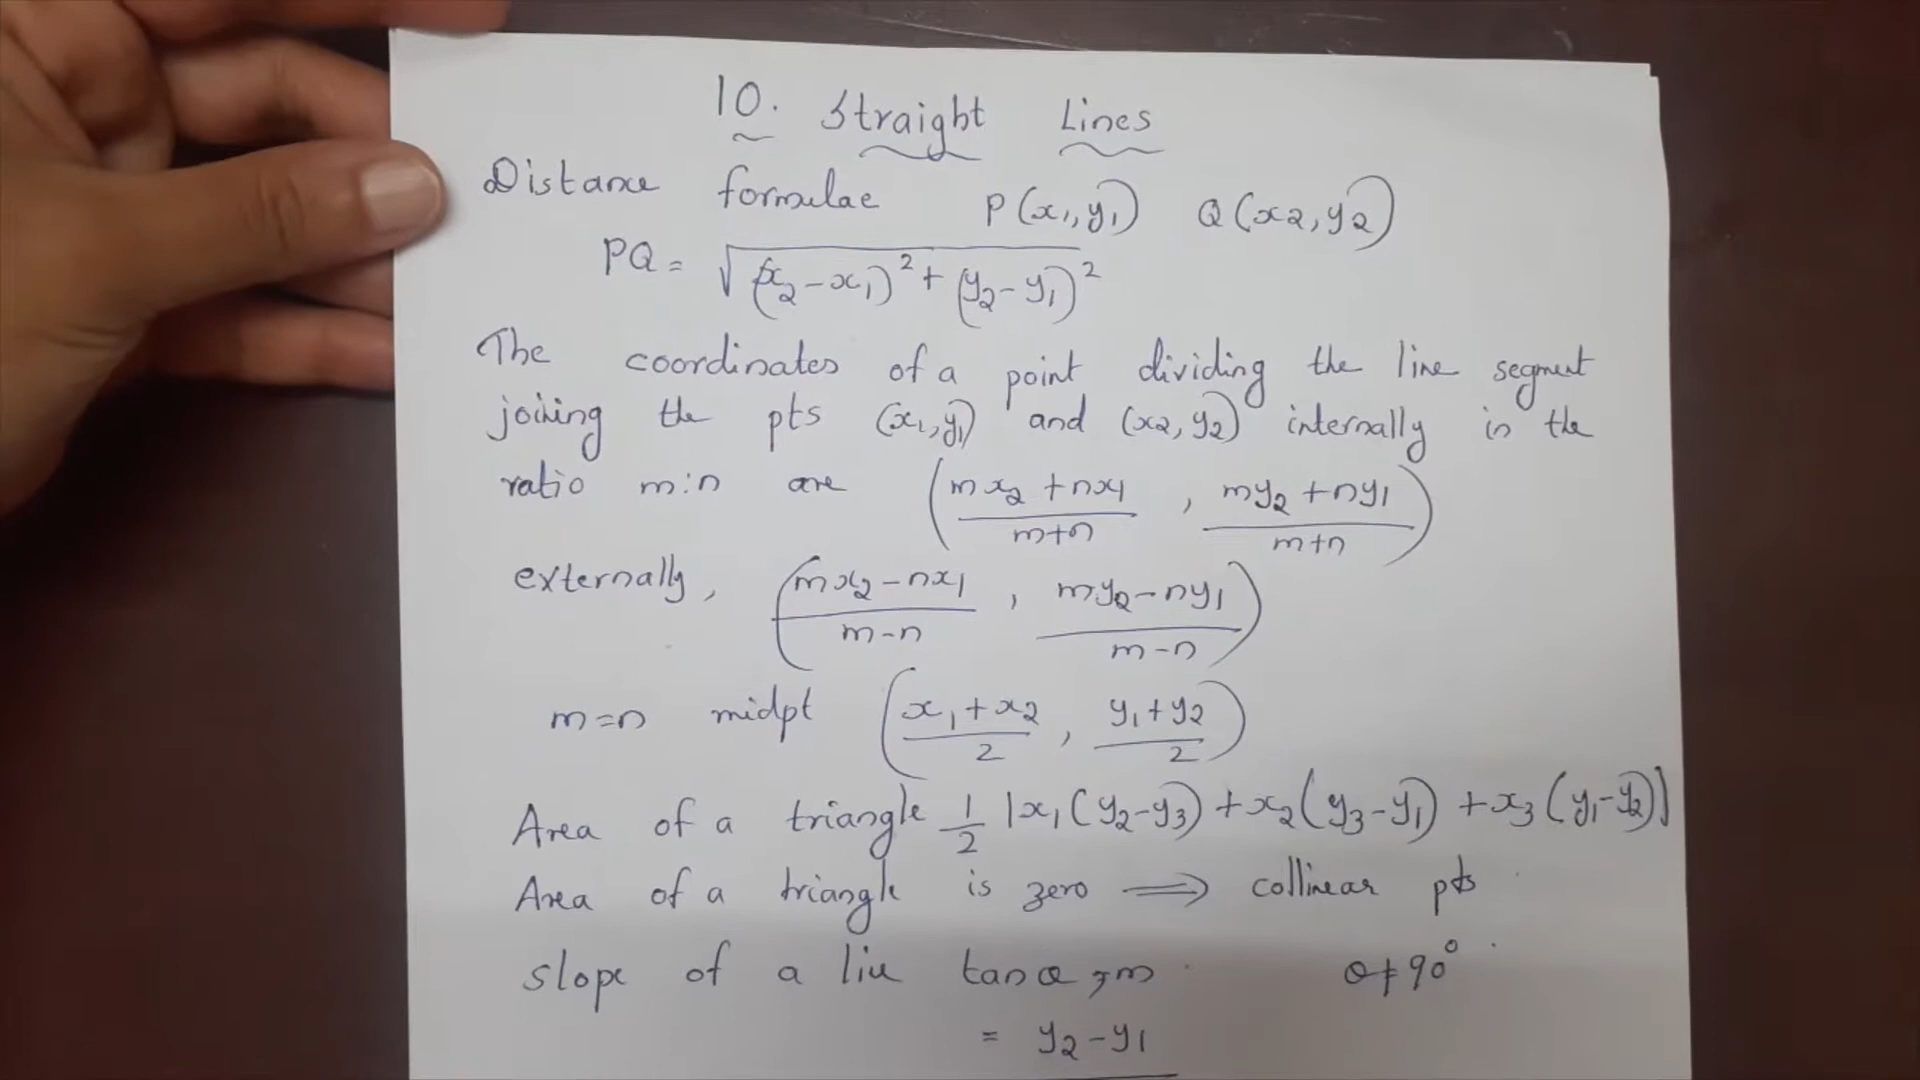 10. Straight Lines
Distance formulae P(x₁, y₁) Q(x₂, y₂)
PQ = √(x₂ - x₁)² + (y₂ - y₁)²
The coordinates of a point dividing the line segment
joining the pts (x₁, y₁) and (x₂, y₂) internally in the
ratio m:n are ((mx₂ + nx₁)/(m+n), (my₂ + ny₁)/(m+n))
externally, ((mx₂ - nx₁)/(m-n), (my₂ - ny₁)/(m-n))
m=n midpt ((x₁ + x₂)/2, (y₁ + y₂)/2)
Area of a triangle 1/2 |x₁(y₂-y₃) + x₂(y₃-y₁) + x₃(y₁-y₂)|
Area of a triangle is zero ⟹ collinear pts
slope of a line tan θ = m θ ≠ 90°
= y₂ - y₁